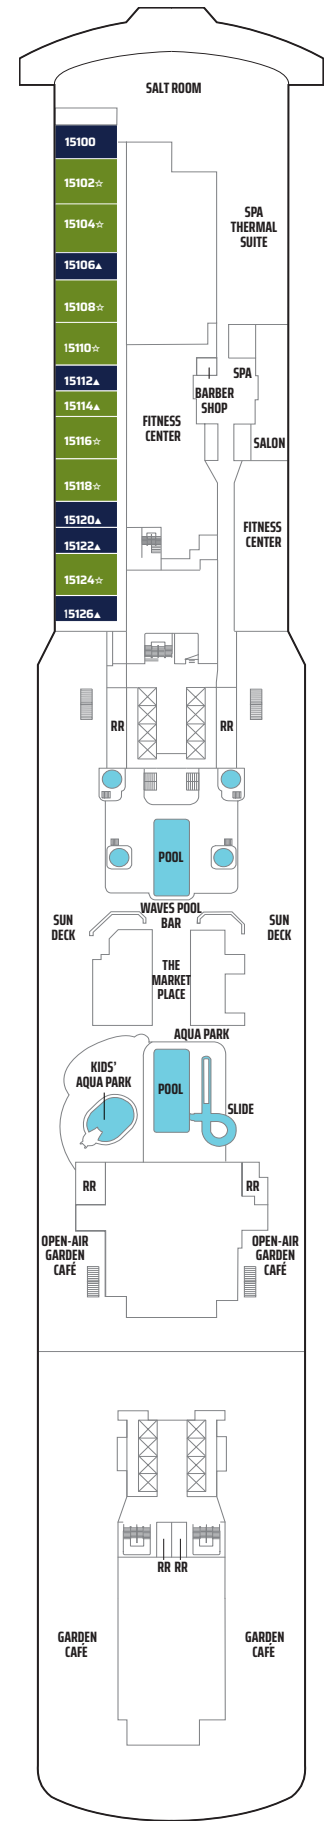 SALT ROOM
15100
15102☆
15104☆
15106▲
15108☆
15110☆
15112▲
15114▲
15116☆
15118☆
15120▲
15122▲
15124☆
15126▲
SPA
THERMAL
SUITE
SPA
BARBER
SHOP
FITNESS
CENTER
SALON
FITNESS
CENTER
RR
RR
POOL
WAVES POOL
BAR
SUN
DECK
SUN
DECK
THE
MARKET
PLACE
AQUA PARK
KIDS'
AQUA PARK
POOL
SLIDE
RR
RR
OPEN-AIR
GARDEN
CAFÉ
OPEN-AIR
GARDEN
CAFÉ
RR RR
GARDEN
CAFÉ
GARDEN
CAFÉ